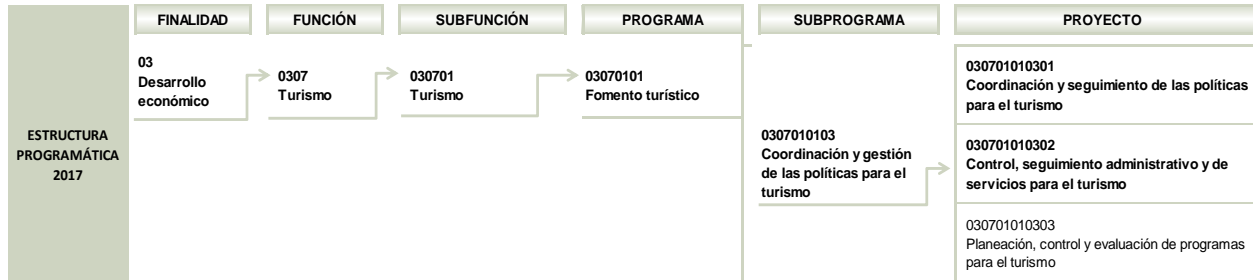 FINALIDAD
FUNCIÓN
SUBFUNCIÓN
PROGRAMA
SUBPROGRAMA
PROYECTO
ESTRUCTURA
PROGRAMÁTICA
2017
03
Desarrollo
económico
0307
Turismo
030701
Turismo
03070101
Fomento turístico
0307010103
Coordinación y gestión
de las políticas para el
turismo
030701010301
Coordinación y seguimiento de las políticas
para el turismo
030701010302
Control, seguimiento administrativo y de
servicios para el turismo
030701010303
Planeación, control y evaluación de programas
para el turismo